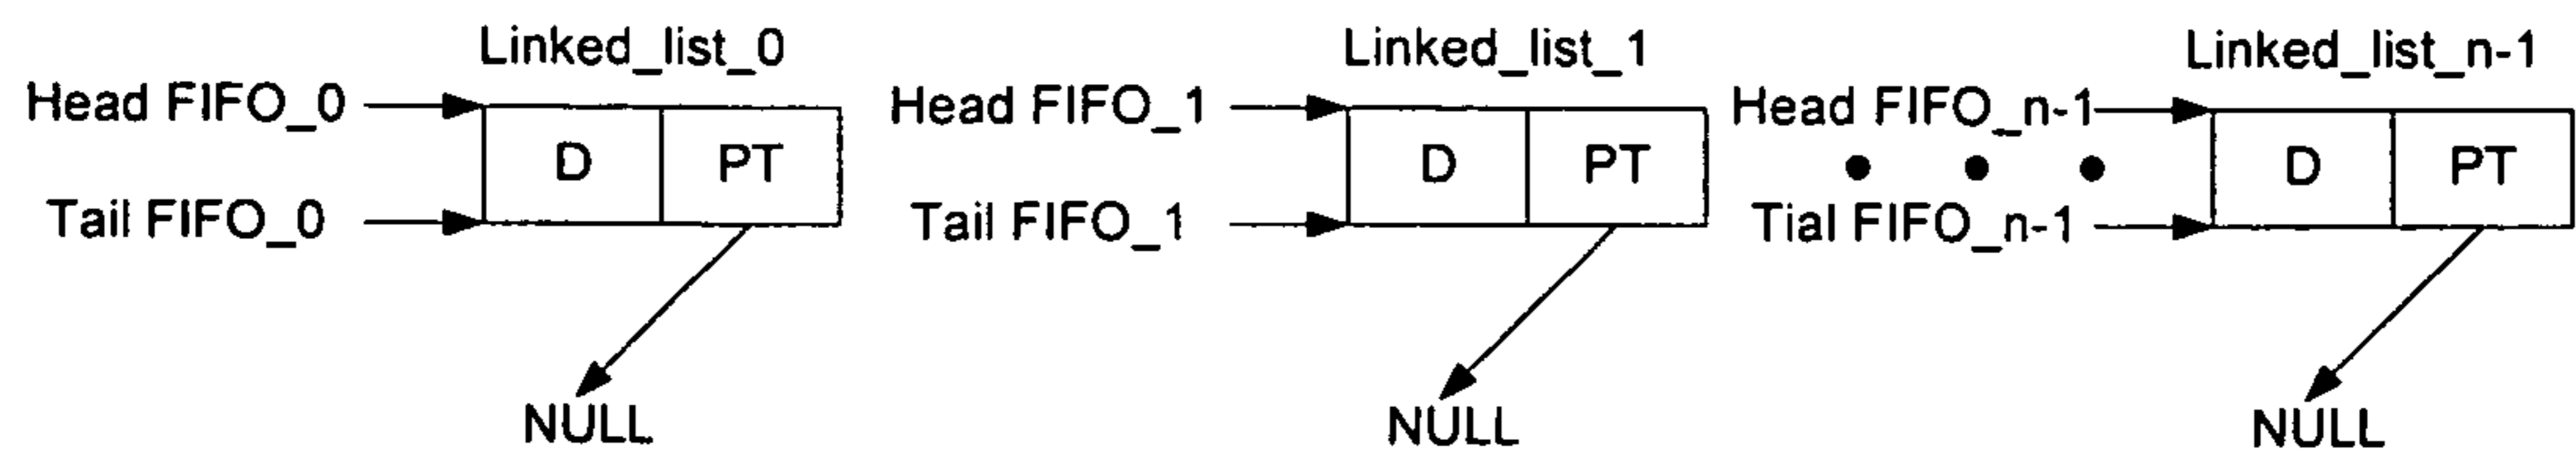 Linked_list_0
Head FIFO_0
D PT
Tail FIFO_0
NULL
Linked_list_1
Head FIFO_1
D PT
Tail FIFO_1
NULL
Linked_list_n-1
Head FIFO_n-1
D PT
Tial FIFO_n-1
NULL